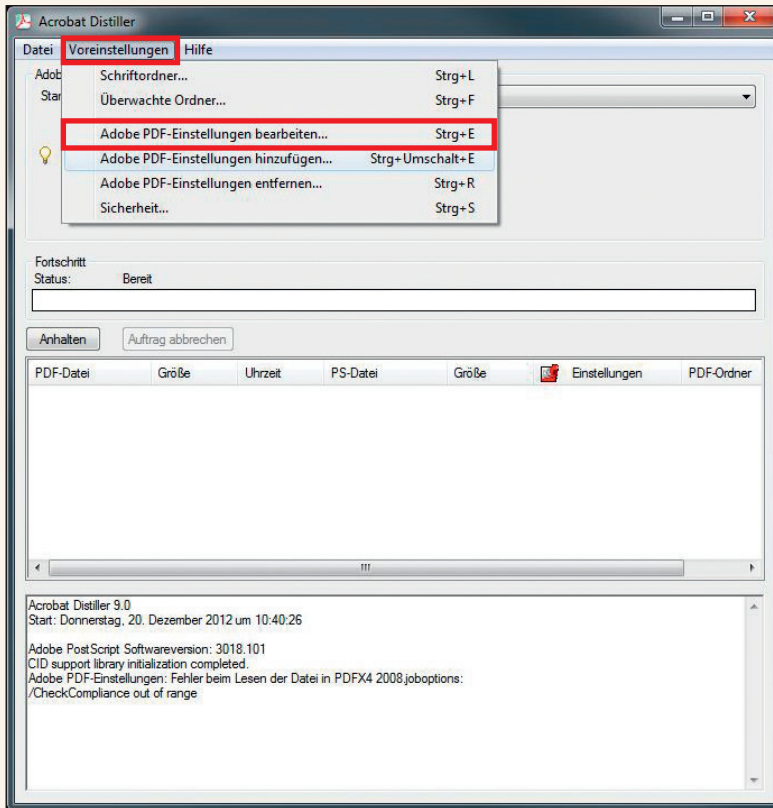 Acrobat Distiller
Datei Voreinstellungen Hilfe
Adob
Star
Schriftordner... Strg+L
Überwachte Ordner... Strg+F
Adobe PDF-Einstellungen bearbeiten... Strg+E
Adobe PDF-Einstellungen hinzufügen... Strg+Umschalt+E
Adobe PDF-Einstellungen entfernen... Strg+R
Sicherheit... Strg+S
Fortschritt
Status: Bereit
Anhalten Auftrag abbrechen
PDF-Datei Größe Uhrzeit PS-Datei Größe Einstellungen PDF-Ordner
Acrobat Distiller 9.0
Start: Donnerstag, 20. Dezember 2012 um 10:40:26
Adobe PostScript Softwareversion: 3018.101
CID support library initialization completed.
Adobe PDF-Einstellungen: Fehler beim Lesen der Datei in PDFX4 2008.joboptions:
/CheckCompliance out of range